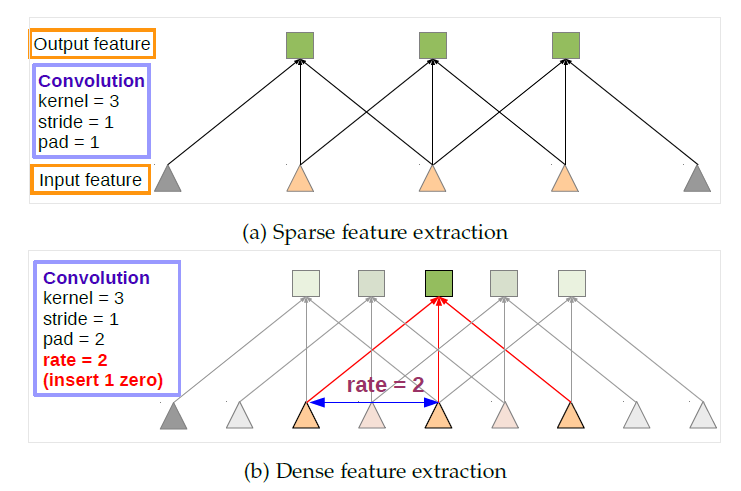 Output feature
Convolution
kernel = 3
stride = 1
pad = 1
Input feature
(a) Sparse feature extraction
Convolution
kernel = 3
stride = 1
pad = 2
rate = 2
(insert 1 zero)
rate = 2
(b) Dense feature extraction